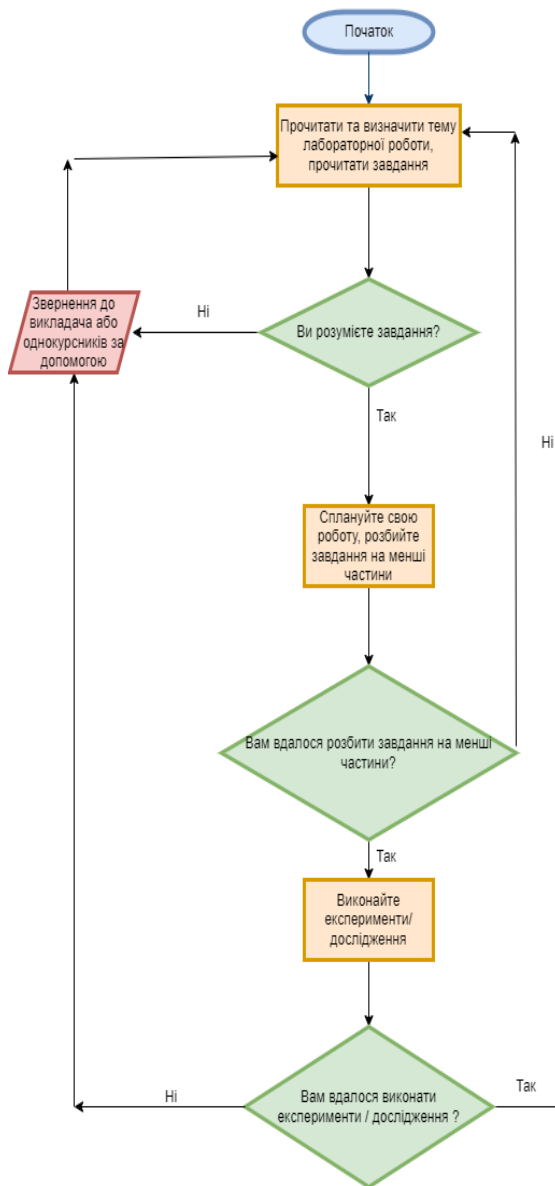 Початок
Прочитати та визначити тему
лабораторної роботи,
прочитати завдання
Звернення до
викладача або
однокурсників за
допомогою
Ні
Ви розумієте завдання?
Так
Ні
Сплануйте свою
роботу, розбийте
завдання на менші
частини
Вам вдалося розбити завдання на менші
частини?
Так
Виконайте
експерименти/
дослідження
Ні
Вам вдалося виконати
експерименти / дослідження ?
Так